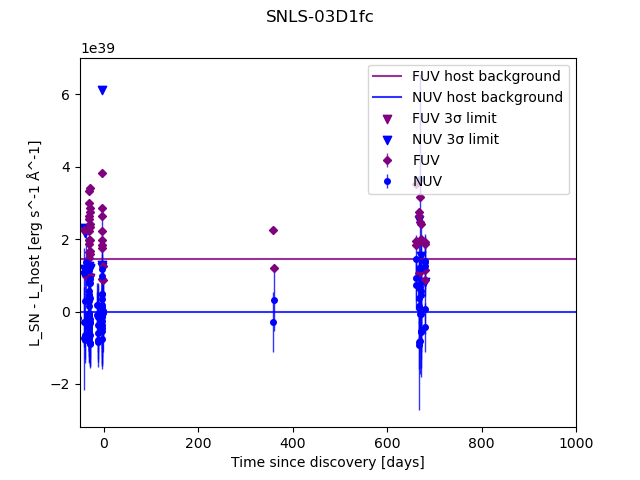 SNLS-03D1fc
1e39
FUV host background
NUV host background
FUV 3σ limit
NUV 3σ limit
FUV
NUV
L_SN - L_host [erg s^-1 Å^-1]
6
4
2
0
−2
0
200
400
600
800
1000
Time since discovery [days]